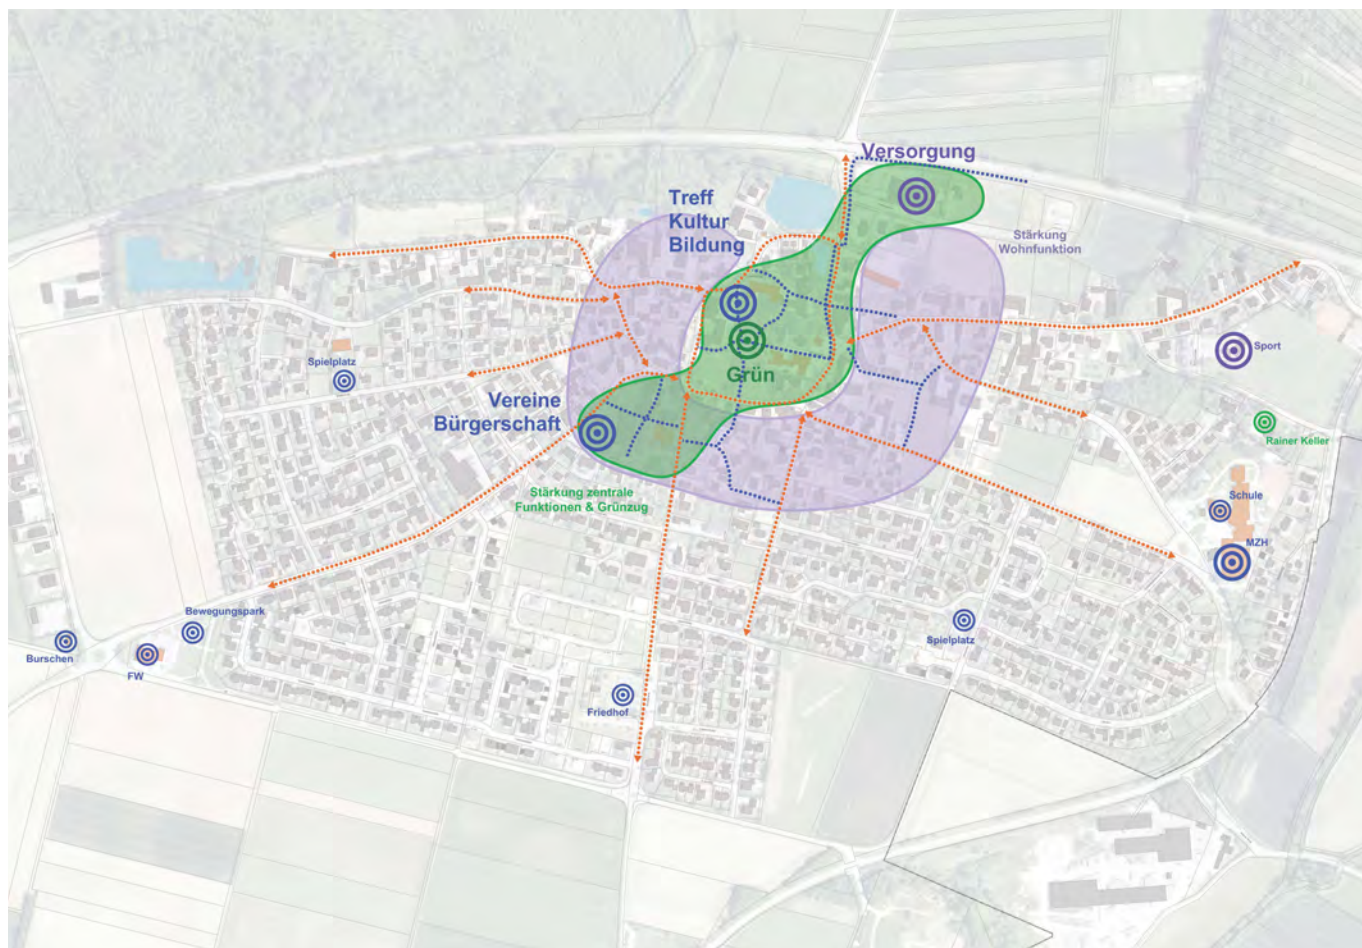 Versorgung
Treff
Kultur
Bildung
Stärkung
Wohnfunktion
Sport
Spielplatz
Grün
Vereine
Bürgerschaft
Rainer Keller
Stärkung zentrale
Funktionen & Grünzug
Schule
MZH
Bewegungspark
Spielplatz
Burschen
FW
Friedhof